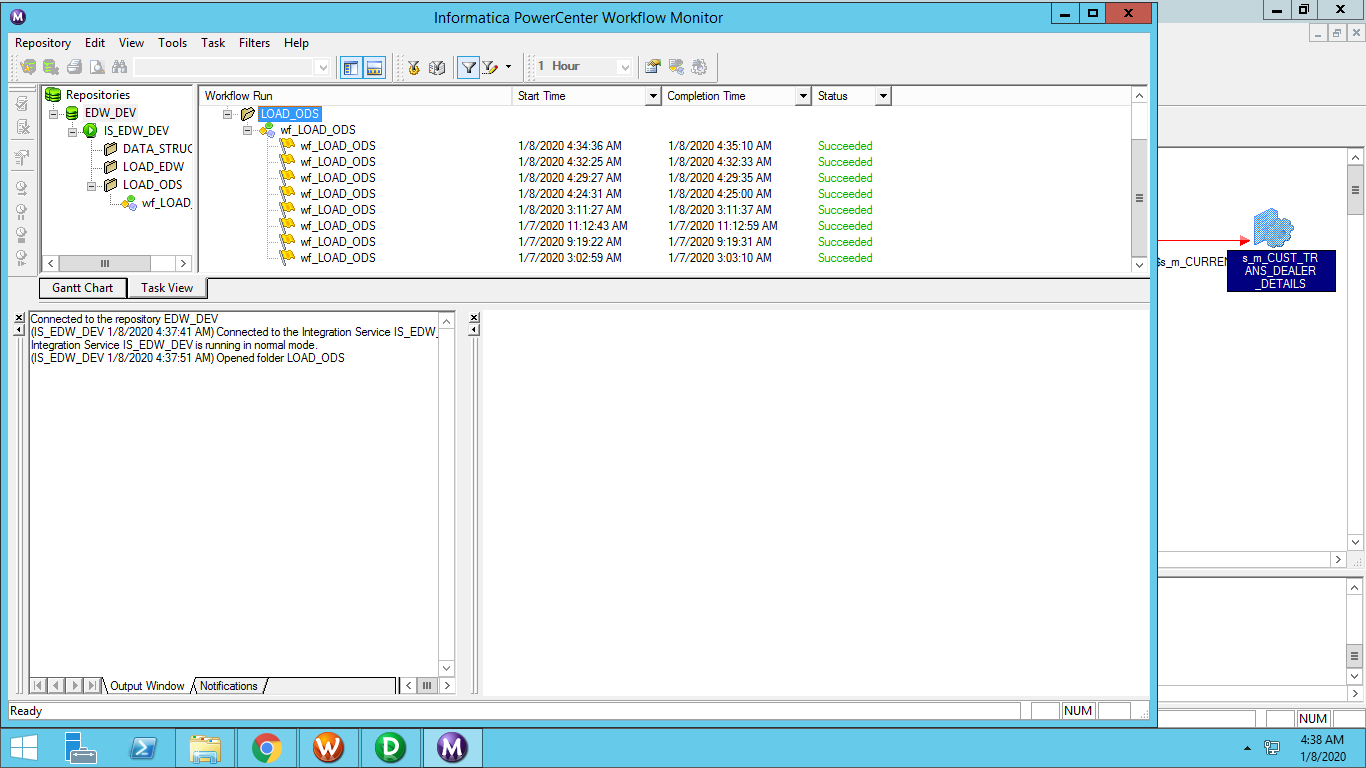 M
Informatica PowerCenter Workflow Monitor
Repository Edit View Tools Task Filters Help
1 Hour
Repositories
EDW_DEV
IS_EDW_DEV
DATA_STRUC
LOAD_EDW
LOAD_ODS
wf_LOAD_
Workflow Run Start Time Completion Time Status
LOAD_ODS
wf_LOAD_ODS
wf_LOAD_ODS 1/8/2020 4:34:36 AM 1/8/2020 4:35:10 AM Succeeded
wf_LOAD_ODS 1/8/2020 4:32:25 AM 1/8/2020 4:32:33 AM Succeeded
wf_LOAD_ODS 1/8/2020 4:29:27 AM 1/8/2020 4:29:35 AM Succeeded
wf_LOAD_ODS 1/8/2020 4:24:31 AM 1/8/2020 4:25:00 AM Succeeded
wf_LOAD_ODS 1/8/2020 3:11:27 AM 1/8/2020 3:11:37 AM Succeeded
wf_LOAD_ODS 1/7/2020 11:12:43 AM 1/7/2020 11:12:59 AM Succeeded
wf_LOAD_ODS 1/7/2020 9:19:22 AM 1/7/2020 9:19:31 AM Succeeded
wf_LOAD_ODS 1/7/2020 3:02:59 AM 1/7/2020 3:03:10 AM Succeeded
Gantt Chart Task View
s_m_CURREN
s_m_CUST_TR
ANS_DEALER
_DETAILS
Connected to the repository EDW_DEV
(IS_EDW_DEV 1/8/2020 4:37:41 AM) Connected to the Integration Service IS_EDW_
Integration Service IS_EDW_DEV is running in normal mode.
(IS_EDW_DEV 1/8/2020 4:37:51 AM) Opened folder LOAD_ODS
Output Window Notifications
Ready NUM
NUM
W D M
4:38 AM
1/8/2020